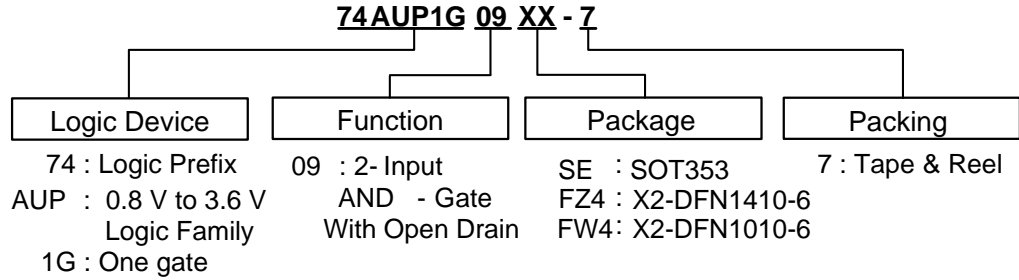 74AUP1G 09 XX - 7
Logic Device
74 : Logic Prefix
AUP : 0.8 V to 3.6 V
Logic Family
1G : One gate
Function
09 : 2- Input
AND - Gate
With Open Drain
Package
SE : SOT353
FZ4 : X2-DFN1410-6
FW4: X2-DFN1010-6
Packing
7 : Tape & Reel